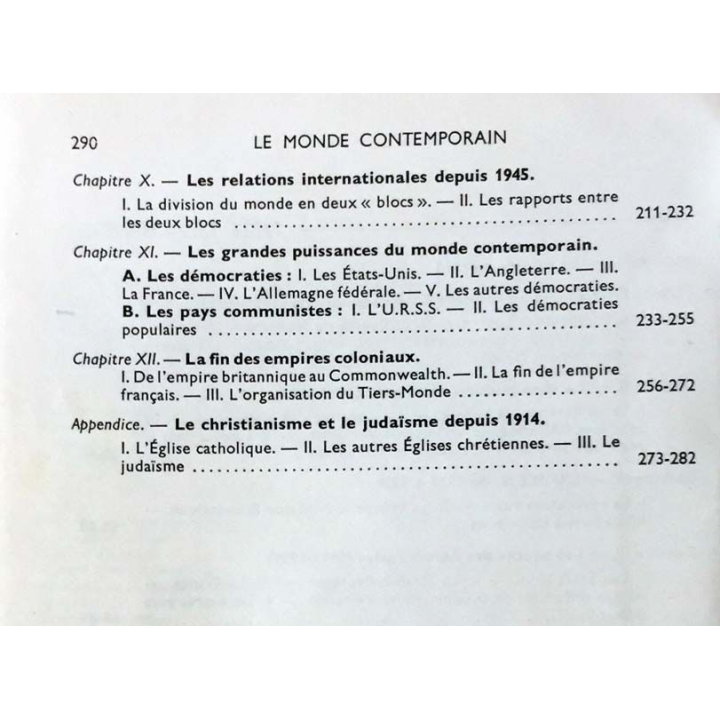 290 LE MONDE CONTEMPORAIN
Chapitre X. — Les relations internationales depuis 1945.
I. La division du monde en deux « blocs ». — II. Les rapports entre
les deux blocs ........................................ 211-232
Chapitre XI. — Les grandes puissances du monde contemporain.
A. Les démocraties : I. Les États-Unis. — II. L'Angleterre. — III.
La France. — IV. L'Allemagne fédérale. — V. Les autres démocraties.
B. Les pays communistes : I. L'U.R.S.S. — II. Les démocraties
populaires ........................................ 233-255
Chapitre XII. — La fin des empires coloniaux.
I. De l'empire britannique au Commonwealth. — II. La fin de l'empire
français. — III. L'organisation du Tiers-Monde .................. 256-272
Appendice. — Le christianisme et le judaïsme depuis 1914.
I. L'Église catholique. — II. Les autres Églises chrétiennes. — III. Le
judaïsme ........................................ 273-282